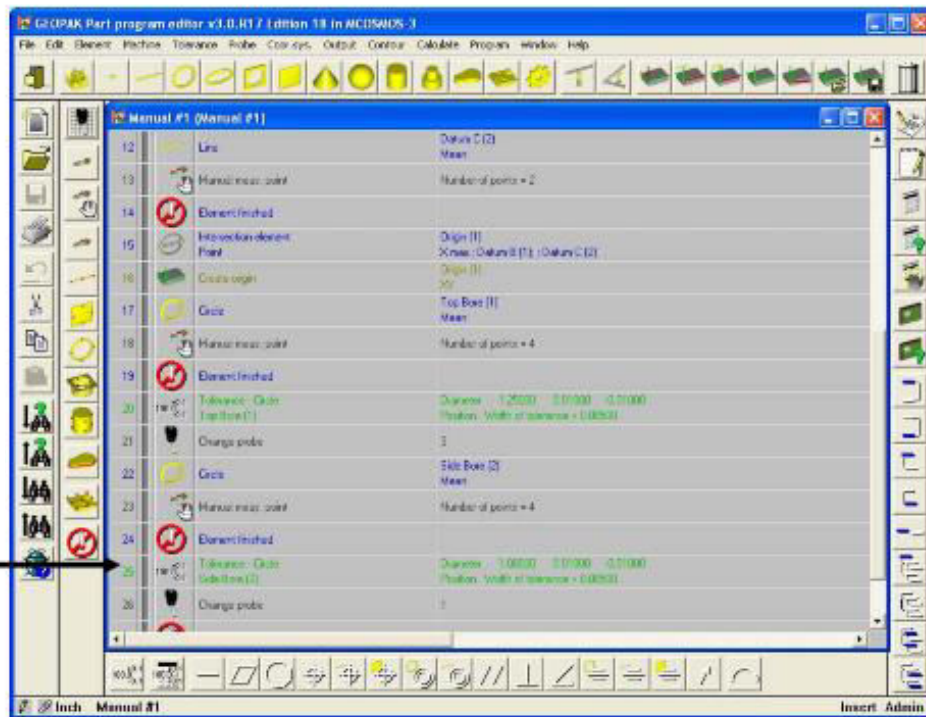 GEOPAK Part program editor v3.0.R17 Edition 18 in MCOSMOS-3
File Edit Element Machine Tolerance Probe Coor.sys. Output Contour Calculate Program Window Help
Manual #1 (Manual #1)
12 Line Datum C [2]
Mean
13 Manual meas. point Number of points = 2
14 Element finished
15 Intersection element Origin [1]
Point X mea.: Datum B [1] ; Datum C [2]
16 Create origin Origin [1]
XY
17 Circle Top Bore [1]
Mean
18 Manual meas. point Number of points = 4
19 Element finished
20 Tolerance Circle Diameter 1.25000 0.01000 -0.01000
Top Bore [1] Position Width of tolerance = 0.00500
21 Change probe 3
22 Circle Side Bore [2]
Mean
23 Manual meas. point Number of points = 4
24 Element finished
25 Tolerance Circle Diameter 1.00000 0.01000 -0.01000
Side Bore [2] Position Width of tolerance = 0.00500
26 Change probe 1
Inch Manual #1 Insert Admin